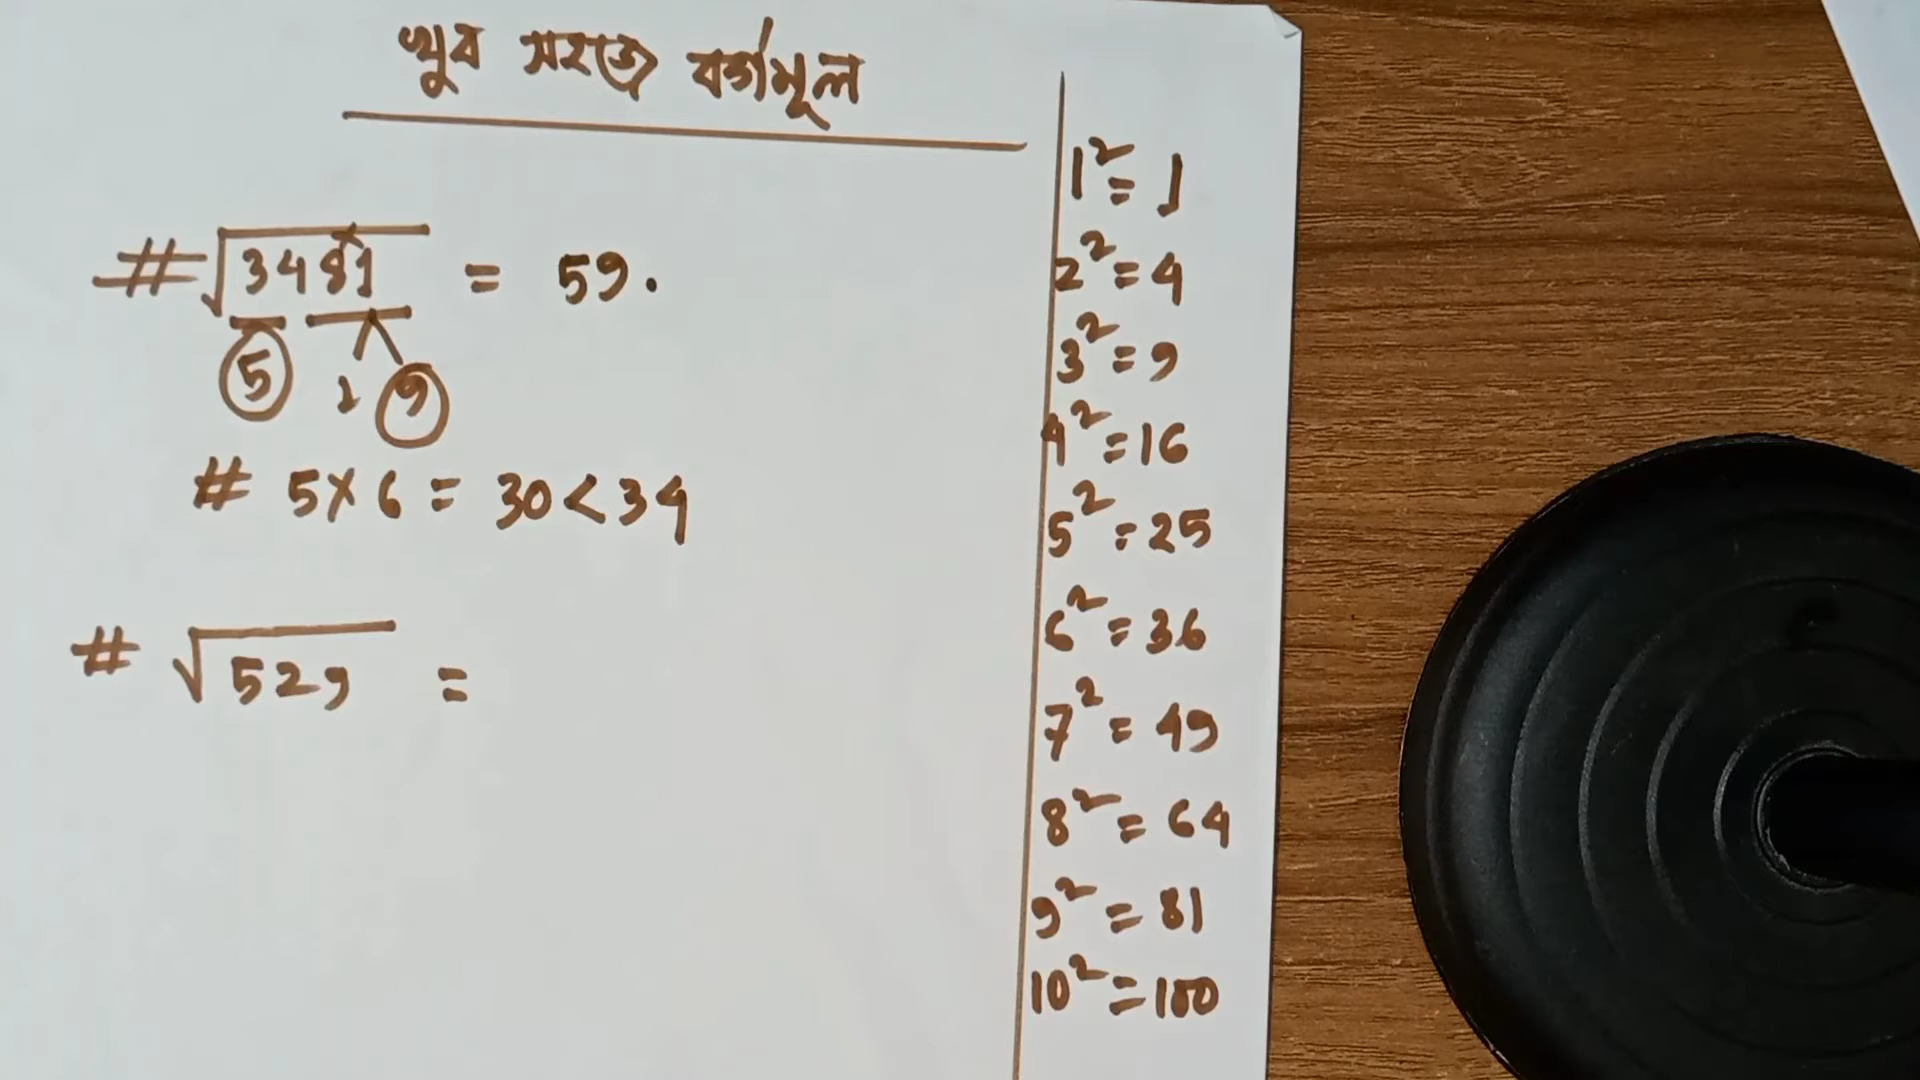 খুব সহজে বর্গমূল
# √3481 = 59.
5 1 9
# 5×6 = 30<34
# √529 =
1² = 1
2² = 4
3² = 9
4² = 16
5² = 25
6² = 36
7² = 49
8² = 64
9² = 81
10² = 100